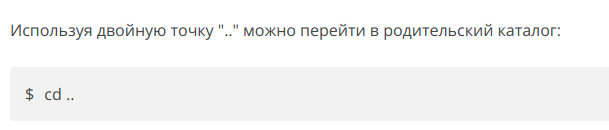 Используя двойную точку ".." можно перейти в родительский каталог:
$ cd ..